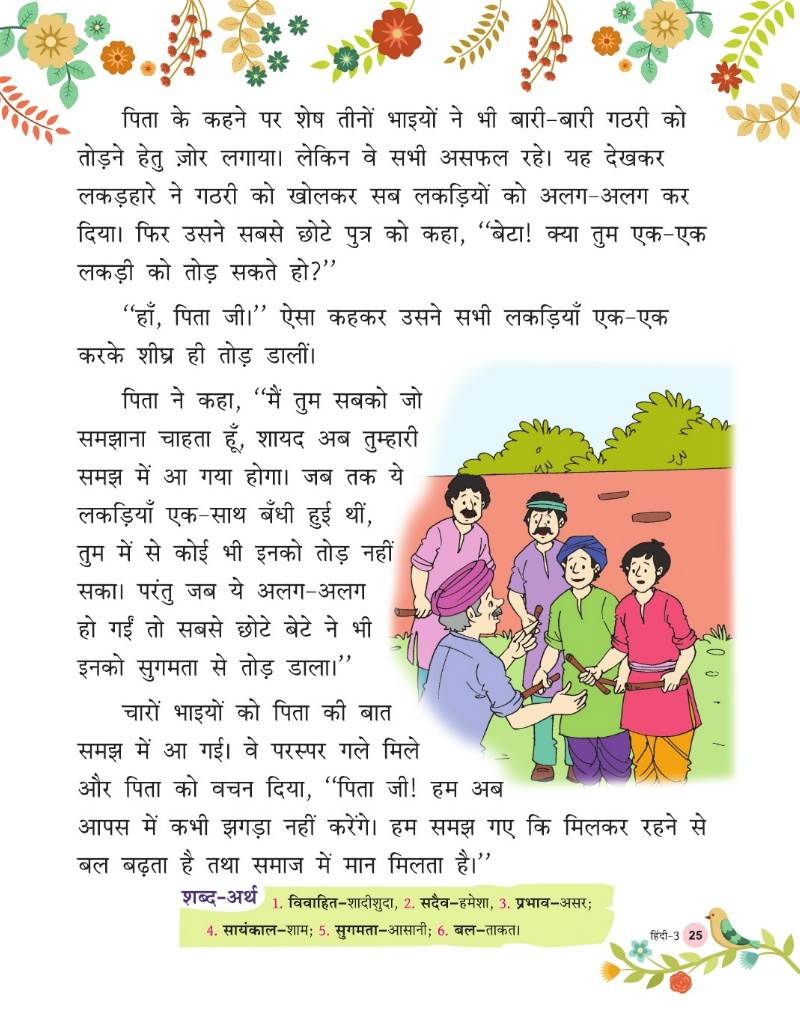 पिता के कहने पर शेष तीनों भाइयों ने भी बारी-बारी गठरी को
तोड़ने हेतु ज़ोर लगाया। लेकिन वे सभी असफल रहे। यह देखकर
लकड़हारे ने गठरी को खोलकर सब लकड़ियों को अलग-अलग कर
दिया। फिर उसने सबसे छोटे पुत्र को कहा, ‘‘बेटा! क्या तुम एक-एक
लकड़ी को तोड़ सकते हो?’’
‘‘हाँ, पिता जी।’’ ऐसा कहकर उसने सभी लकड़ियाँ एक-एक
करके शीघ्र ही तोड़ डालीं।
पिता ने कहा, ‘‘मैं तुम सबको जो
समझाना चाहता हूँ, शायद अब तुम्हारी
समझ में आ गया होगा। जब तक ये
लकड़ियाँ एक-साथ बँधी हुई थीं,
तुम में से कोई भी इनको तोड़ नहीं
सका। परंतु जब ये अलग-अलग
हो गईं तो सबसे छोटे बेटे ने भी
इनको सुगमता से तोड़ डाला।’’
चारों भाइयों को पिता की बात
समझ में आ गई। वे परस्पर गले मिले
और पिता को वचन दिया, ‘‘पिता जी! हम अब
आपस में कभी झगड़ा नहीं करेंगे। हम समझ गए कि मिलकर रहने से
बल बढ़ता है तथा समाज में मान मिलता है।’’
शब्द-अर्थ 1. विवाहित–शादीशुदा, 2. सदैव–हमेशा, 3. प्रभाव–असर;
4. सायंकाल–शाम; 5. सुगमता–आसानी; 6. बल–ताकत।
हिंदी-3 25